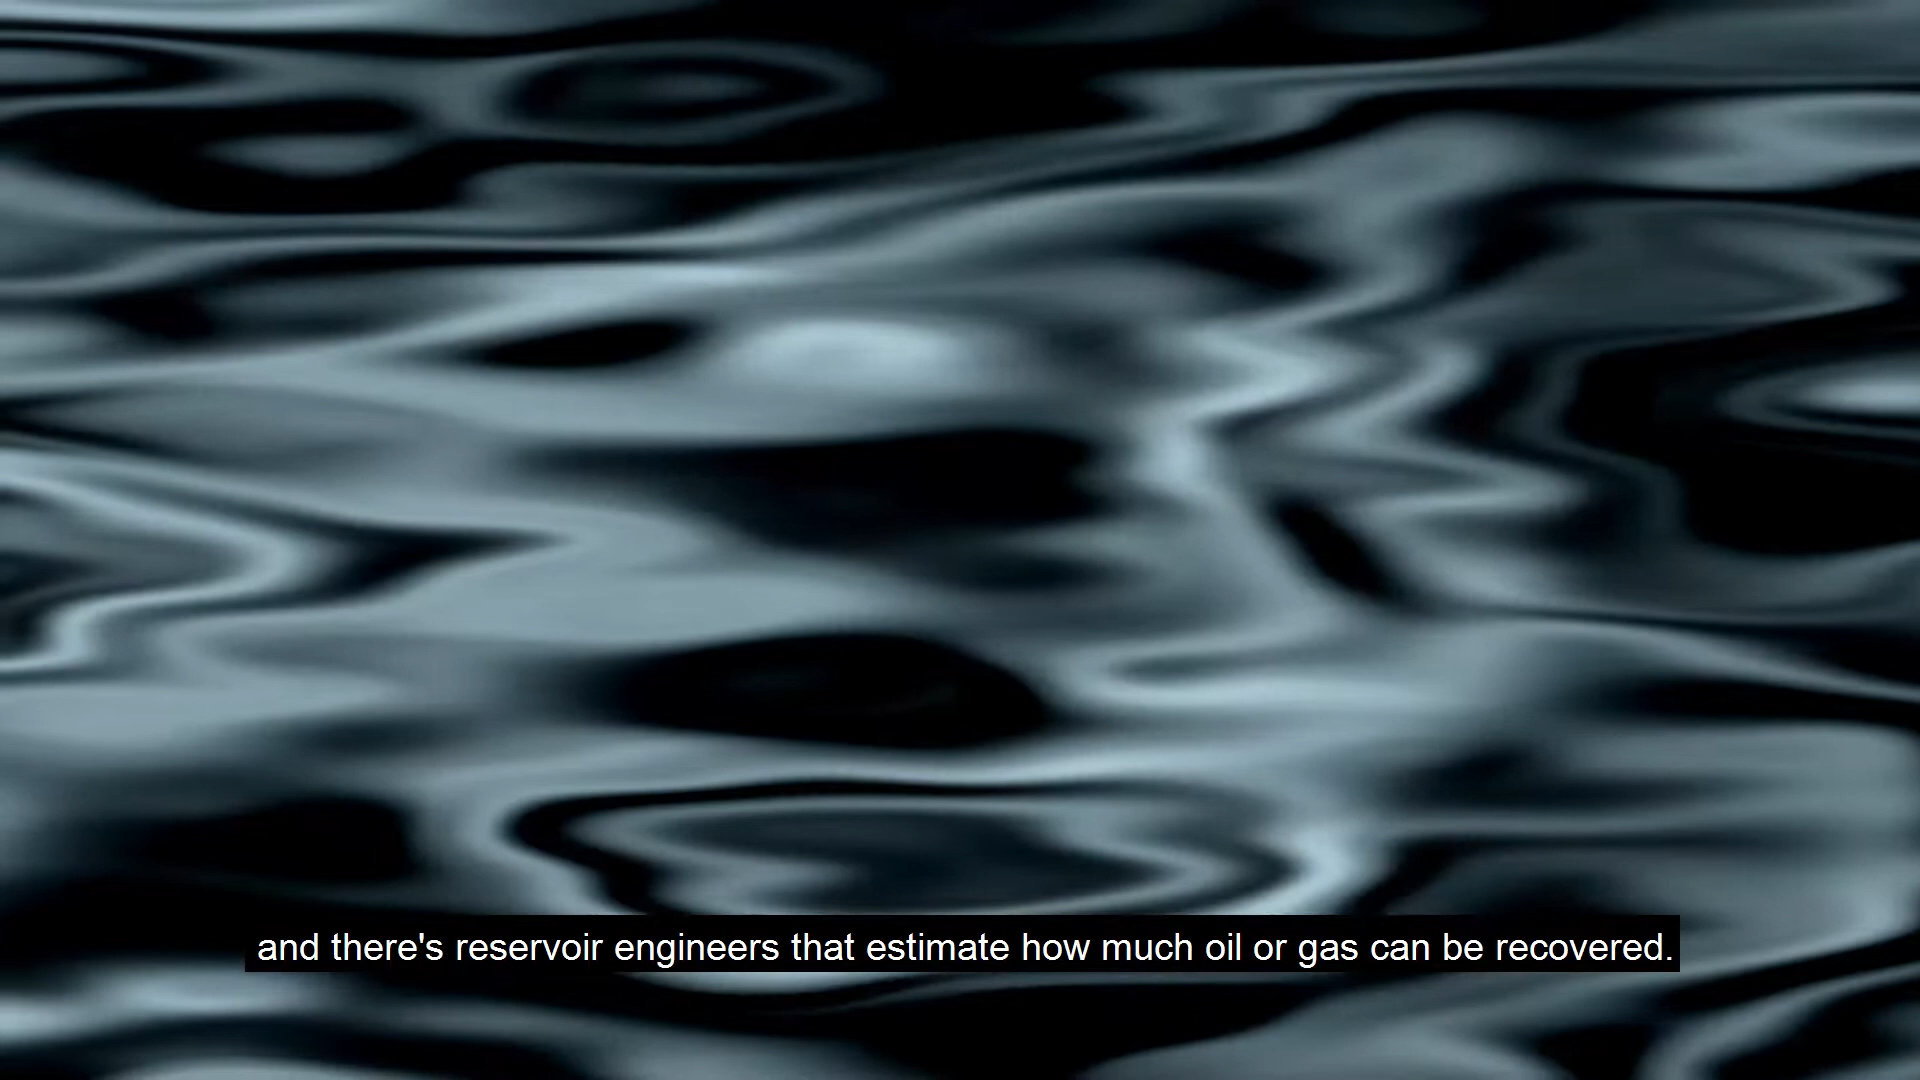 and there's reservoir engineers that estimate how much oil or gas can be recovered.